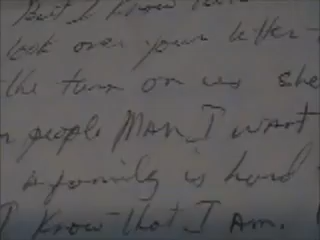 But I know
look over your letter
the turn on us she
people MAN I want
a family is hard
I know that I AM.